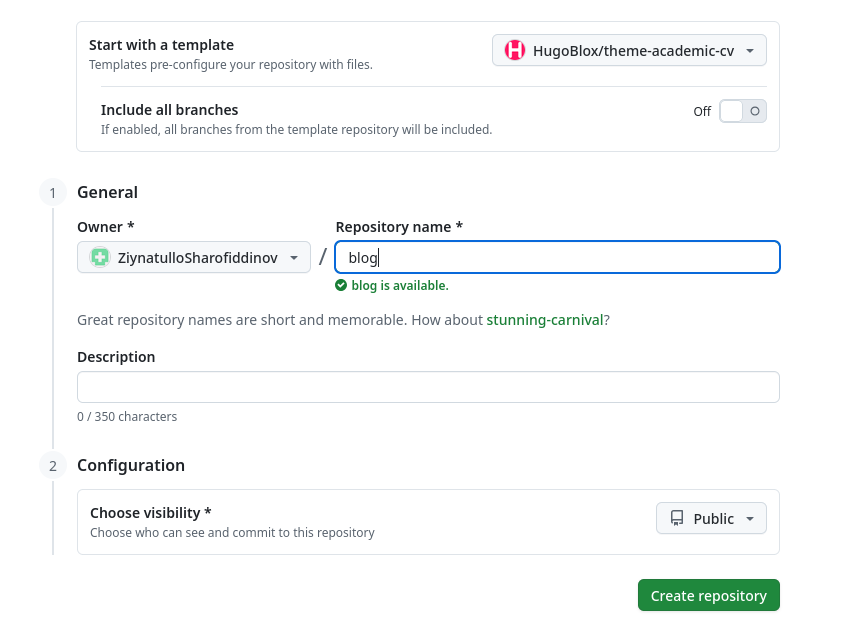 Start with a template
HugoBlox/theme-academic-cv
Templates pre-configure your repository with files.
Include all branches
Off
If enabled, all branches from the template repository will be included.
1
General
Owner *
Repository name *
ZiynatulloSharofiddinov
/
blog
blog is available.
Great repository names are short and memorable. How about stunning-carnival?
Description
0 / 350 characters
2
Configuration
Choose visibility *
Public
Choose who can see and commit to this repository
Create repository